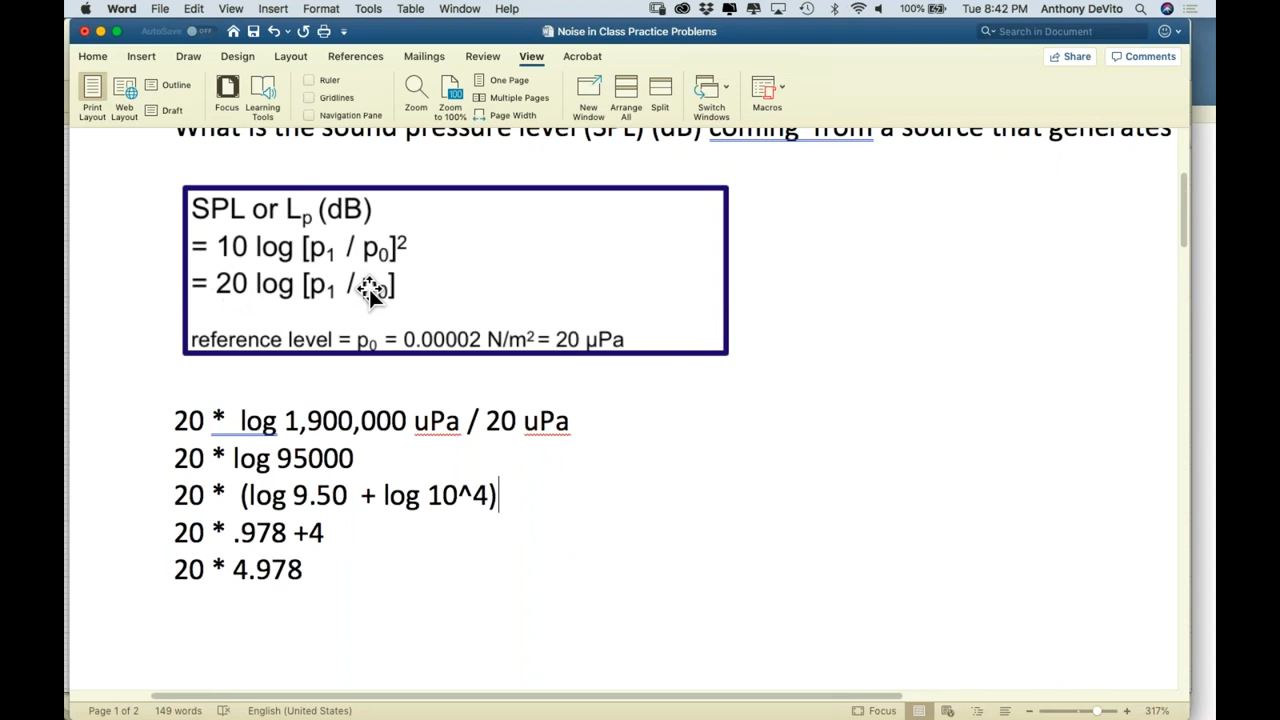 Word File Edit View Insert Format Tools Table Window Help 100% Tue 8:42 PM Anthony DeVito
AutoSave OFF Noise in Class Practice Problems Search in Document
Home Insert Draw Design Layout References Mailings Review View Acrobat Share Comments
Print Layout
Web Layout
Outline
Draft
Focus
Learning Tools
Ruler
Gridlines
Navigation Pane
Zoom
Zoom to 100%
100
One Page
Multiple Pages
Page Width
New Window
Arrange All
Split
Switch Windows
Macros
What is the sound pressure level (SPL) (dB) coming from a source that generates
SPL or Lp (dB)
= 10 log [p₁ / p₀]²
= 20 log [p₁ / p₀]
reference level = p₀ = 0.00002 N/m² = 20 µPa
20 * log 1,900,000 uPa / 20 uPa
20 * log 95000
20 * (log 9.50 + log 10^4)
20 * .978 +4
20 * 4.978
Page 1 of 2 149 words English (United States) Focus 317%